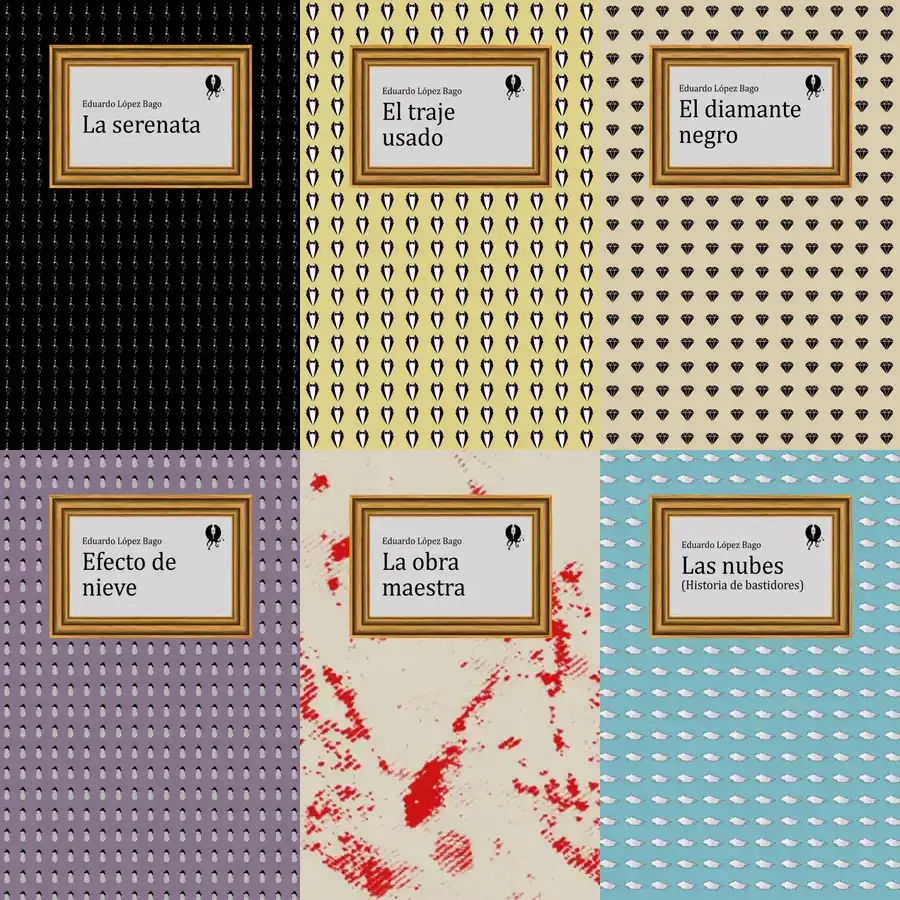 Eduardo López Bago
La serenata
Eduardo López Bago
El traje
usado
Eduardo López Bago
El diamante
negro
Eduardo López Bago
Efecto de
nieve
Eduardo López Bago
La obra
maestra
Eduardo López Bago
Las nubes
(Historia de bastidores)